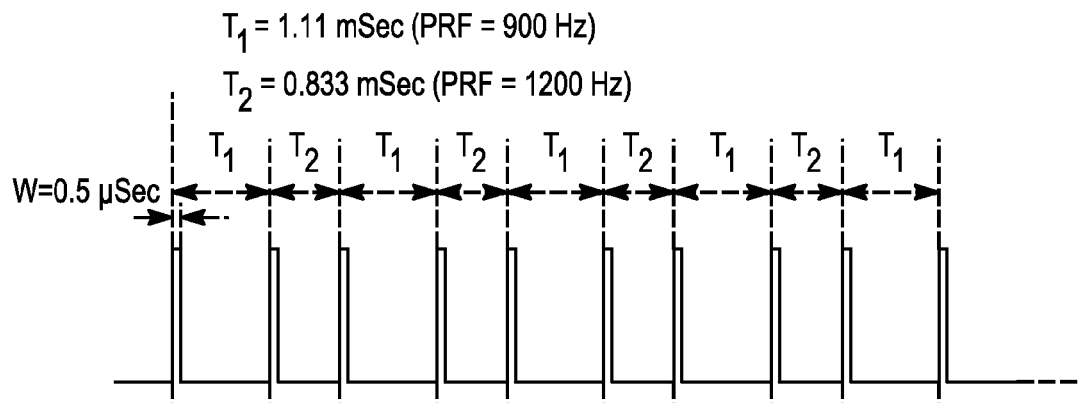 T1 = 1.11 mSec (PRF = 900 Hz)
T2 = 0.833 mSec (PRF = 1200 Hz)
T1 T2 T1 T2 T1 T2 T1 T2 T1
W=0.5 µSec